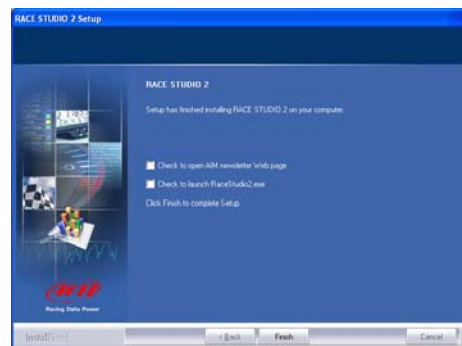 RACE STUDIO 2 Setup
RACE STUDIO 2
Setup has finished installing RACE STUDIO 2 on your computer.
Check to open AIM newsletter Web page
Check to launch RaceStudio2.exe
Click Finish to complete Setup.
AIM
Racing Data Power
< Back
Finish
Cancel